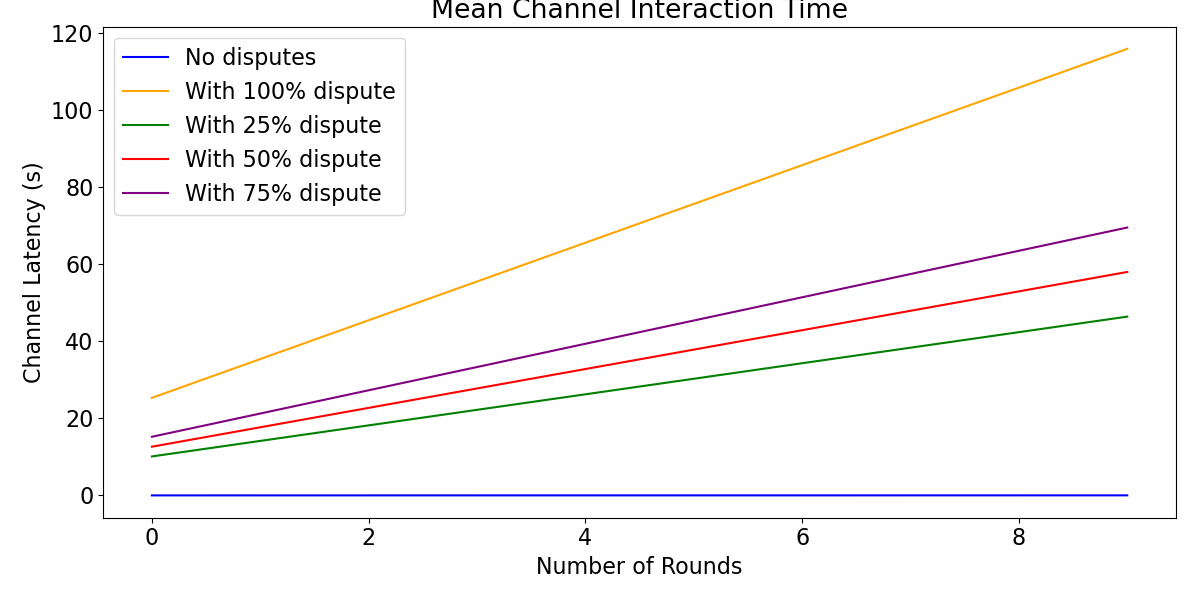 Mean Channel Interaction Time
120
100
80
60
40
20
0
Channel Latency (s)
No disputes
With 100% dispute
With 25% dispute
With 50% dispute
With 75% dispute
0 2 4 6 8
Number of Rounds